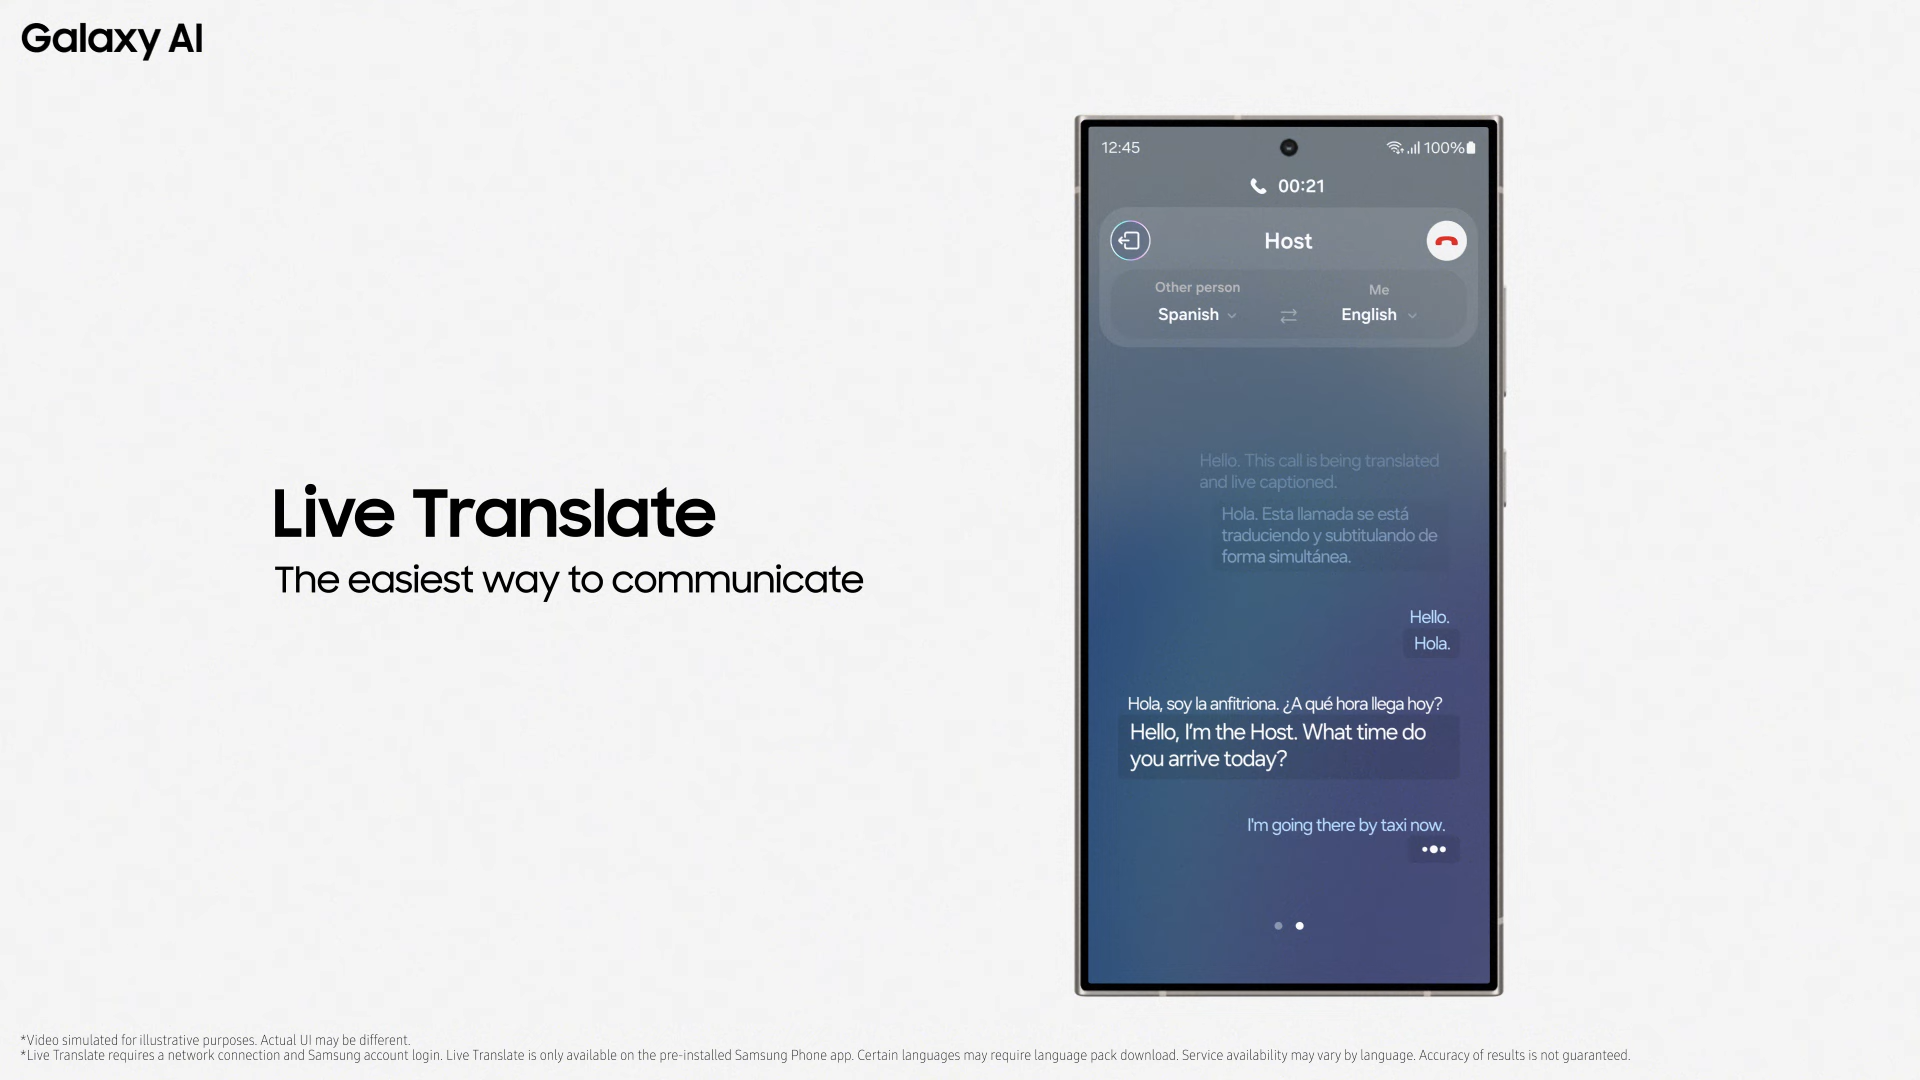 Galaxy AI
12:45
100%
00:21
Host
Other person
Me
Spanish
English
Hello. This call is being translated
and live captioned.
Hola. Esta llamada se está
traduciendo y subtitulando de
forma simultánea.
Hello.
Hola.
Hola, soy la anfitriona. ¿A qué hora llega hoy?
Hello, I'm the Host. What time do
you arrive today?
I'm going there by taxi now.
Live Translate
The easiest way to communicate
*Video simulated for illustrative purposes. Actual UI may be different.
*Live Translate requires a network connection and Samsung account login. Live Translate is only available on the pre-installed Samsung Phone app. Certain languages may require language pack download. Service availability may vary by language. Accuracy of results is not guaranteed.